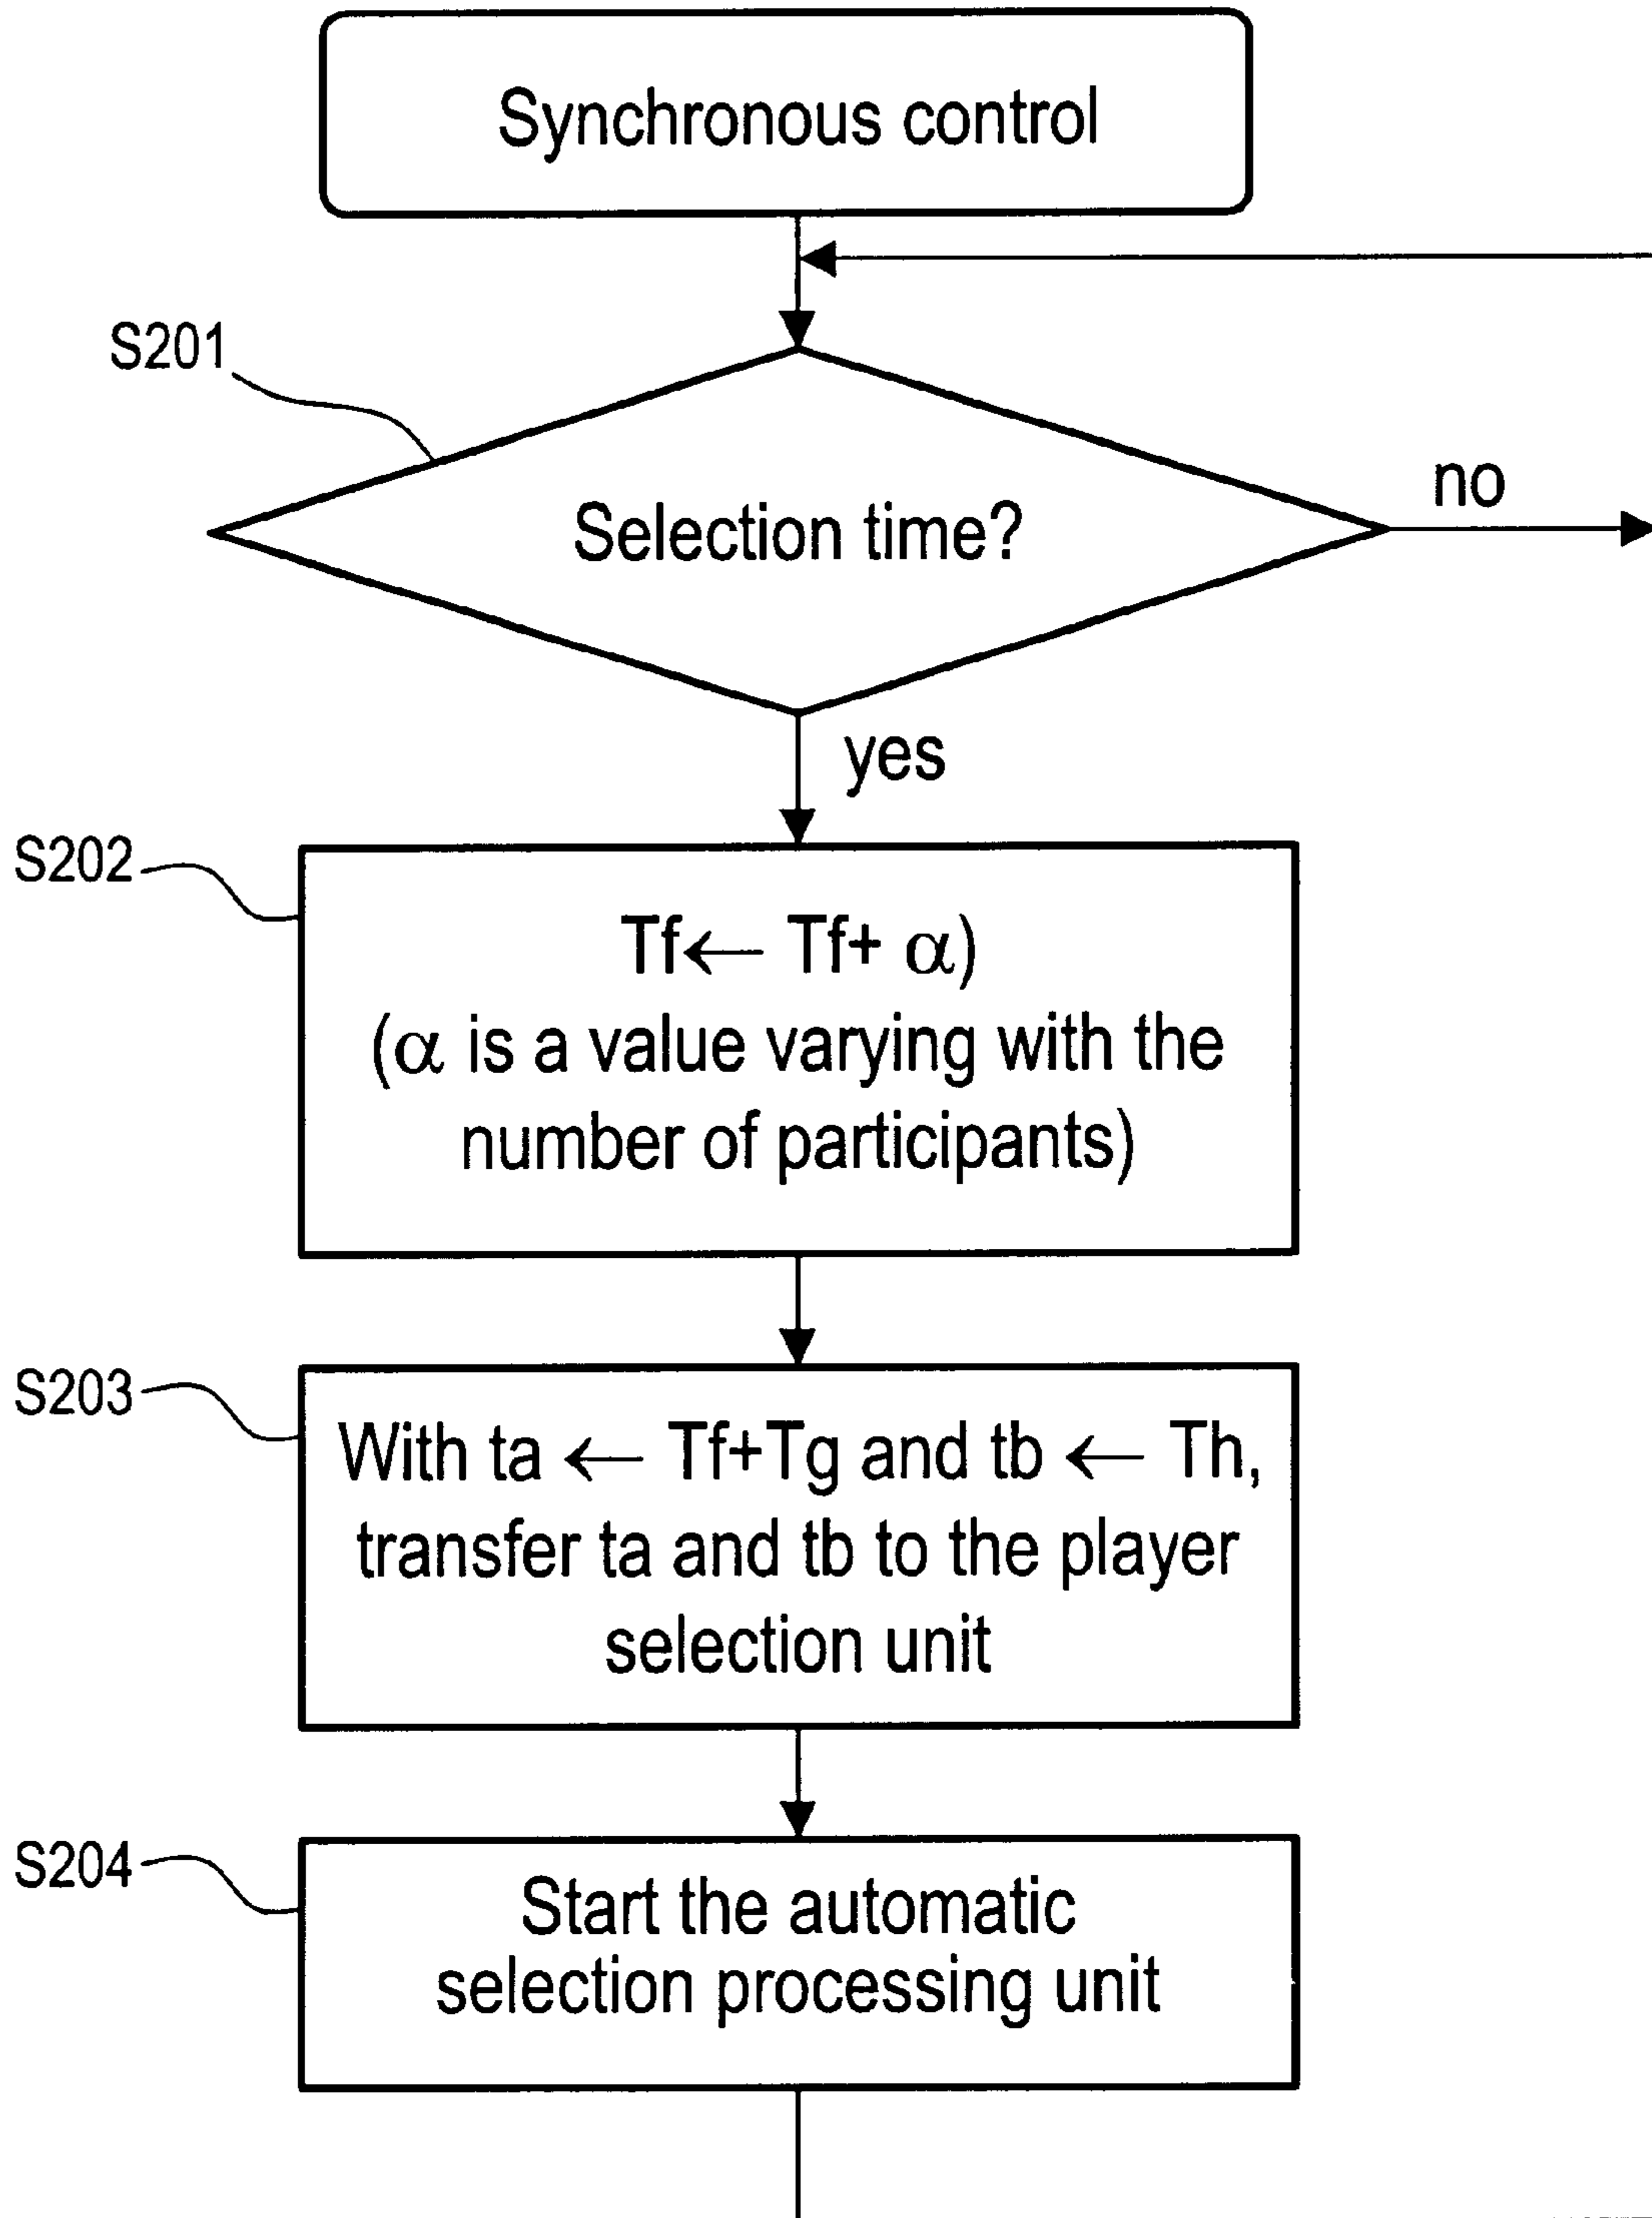 Synchronous control
S201
Selection time?
no
yes
S202
Tf← Tf+ α)
(α is a value varying with the
number of participants)
S203
With ta ← Tf+Tg and tb ← Th,
transfer ta and tb to the player
selection unit
S204
Start the automatic
selection processing unit